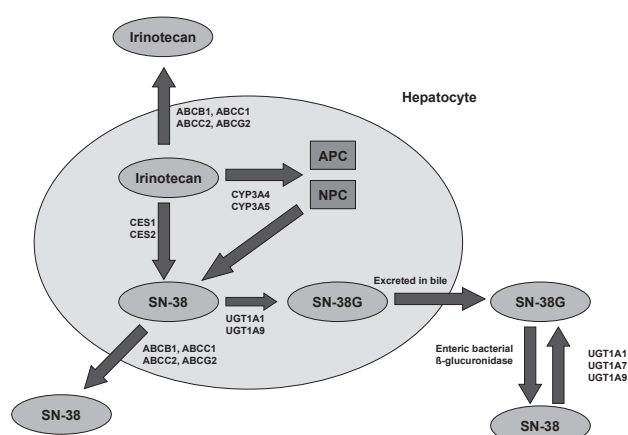 Irinotecan
Hepatocyte
ABCB1, ABCC1
ABCC2, ABCG2
APC
Irinotecan
NPC
CYP3A4
CYP3A5
CES1
CES2
Excreted in bile
SN-38
SN-38G
SN-38G
UGT1A1
UGT1A9
ABCB1, ABCC1
ABCC2, ABCG2
Enteric bacterial
ß-glucuronidase
UGT1A1
UGT1A7
UGT1A9
SN-38
SN-38